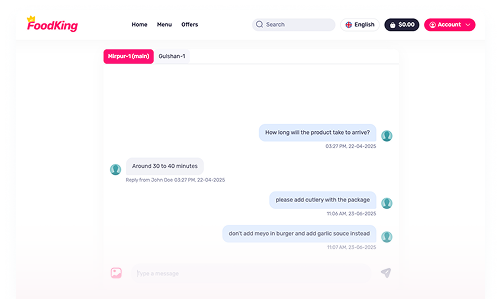 FoodKing
Home Menu Offers Search English $0.00 Account
Mirpur-1 (main) Gulshan-1
How long will the product take to arrive?
03:27 PM, 22-04-2025
Around 30 to 40 minutes
Reply from John Doe 03:27 PM, 22-04-2025
please add cutlery with the package
11:06 AM, 23-06-2025
don't add meyo in burger and add garlic souce instead
11:07 AM, 23-06-2025
Type a message